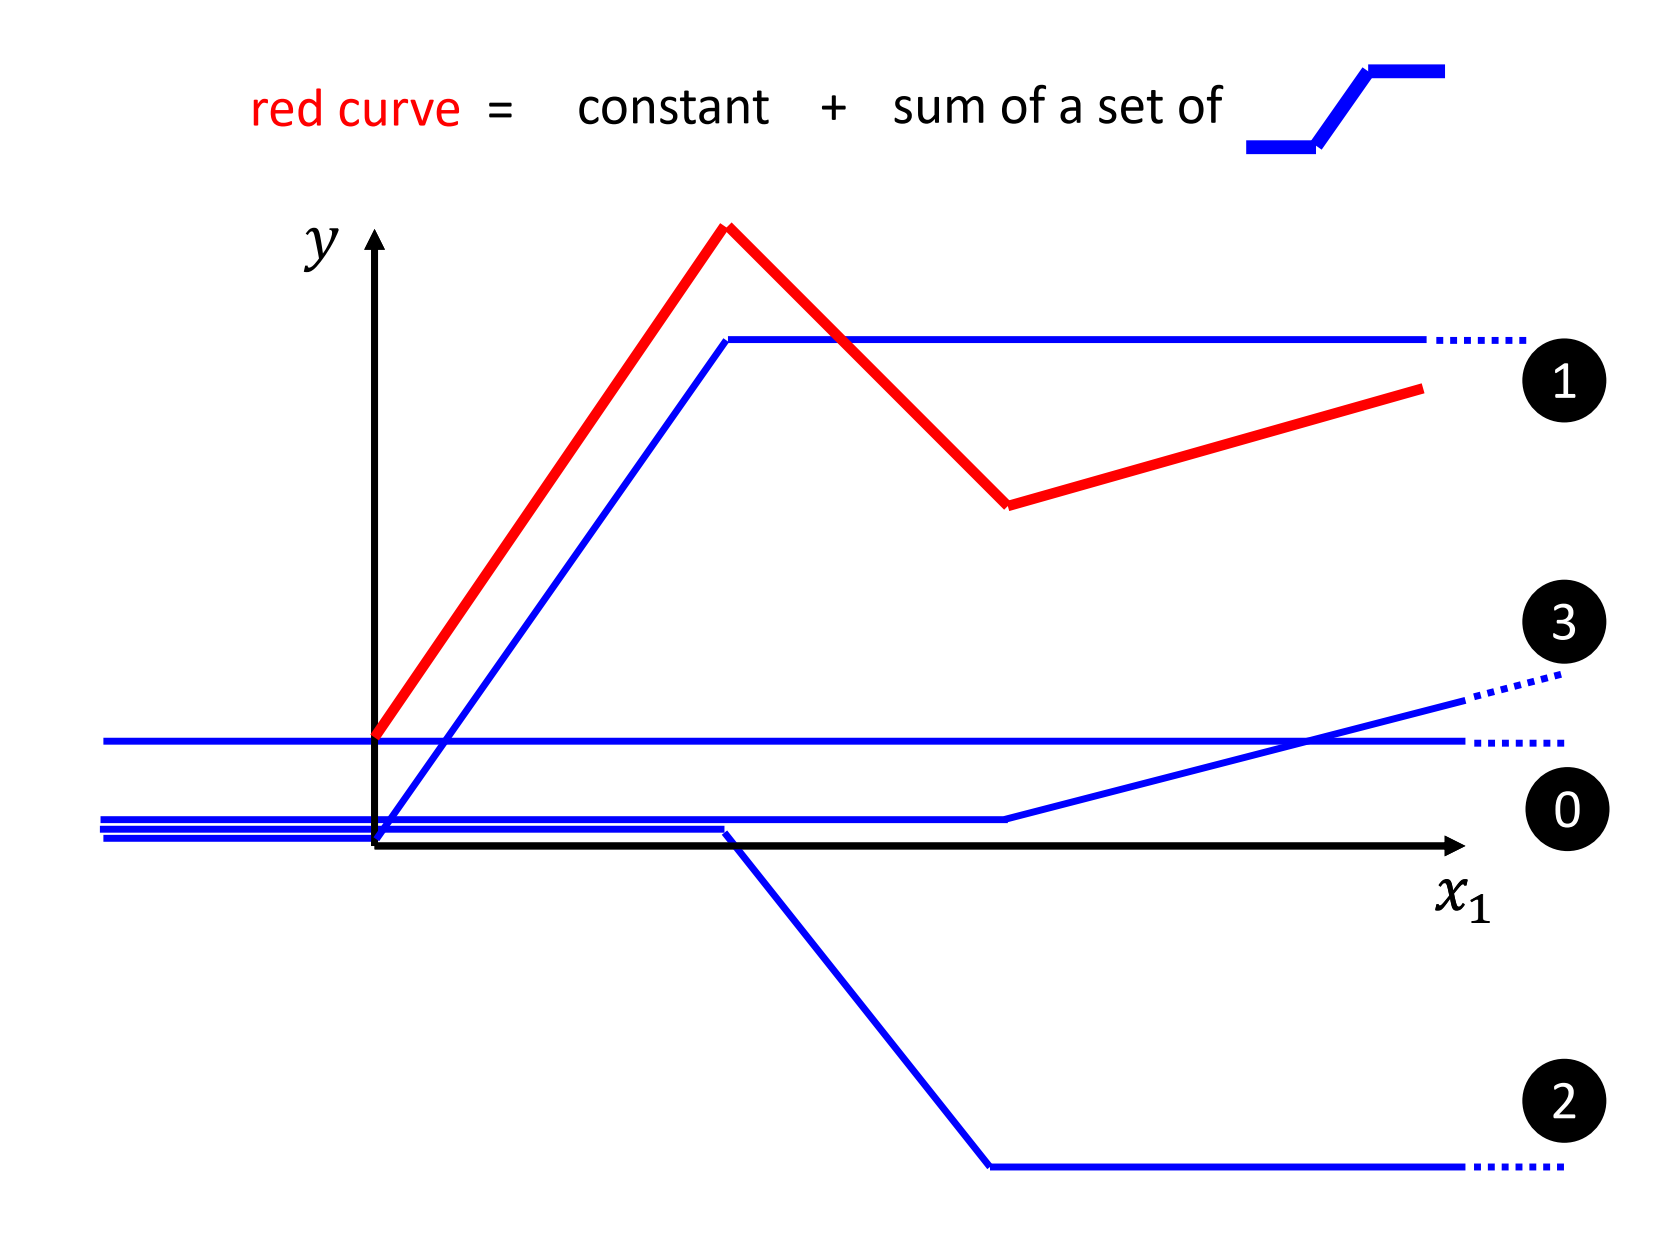 red curve = constant + sum of a set of
y
1
3
0
x₁
2